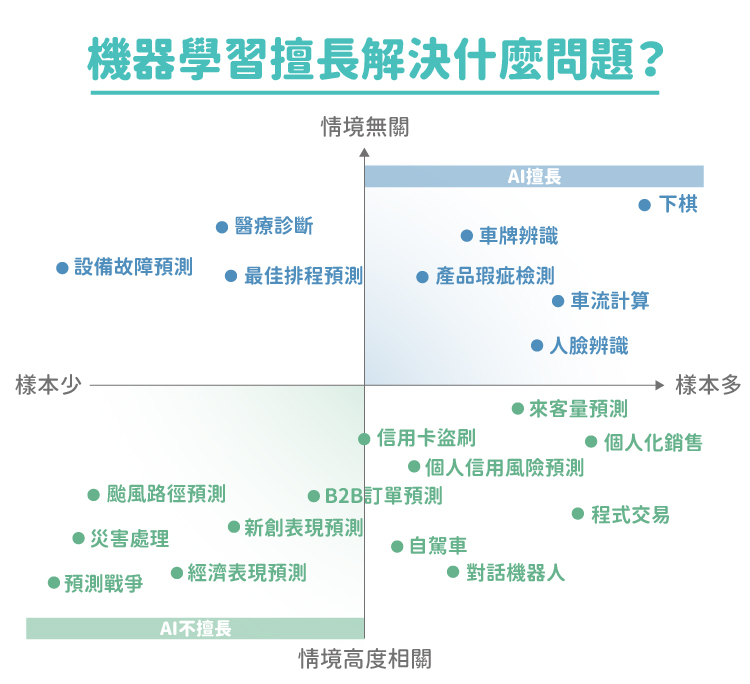 機器學習擅長解決什麼問題？
情境無關
AI擅長
下棋
醫療診斷
車牌辨識
設備故障預測
最佳排程預測
產品瑕疵檢測
車流計算
人臉辨識
樣本少
樣本多
來客量預測
信用卡盜刷
個人化銷售
個人信用風險預測
颱風路徑預測
B2B訂單預測
程式交易
新創表現預測
災害處理
自駕車
經濟表現預測
對話機器人
預測戰爭
AI不擅長
情境高度相關